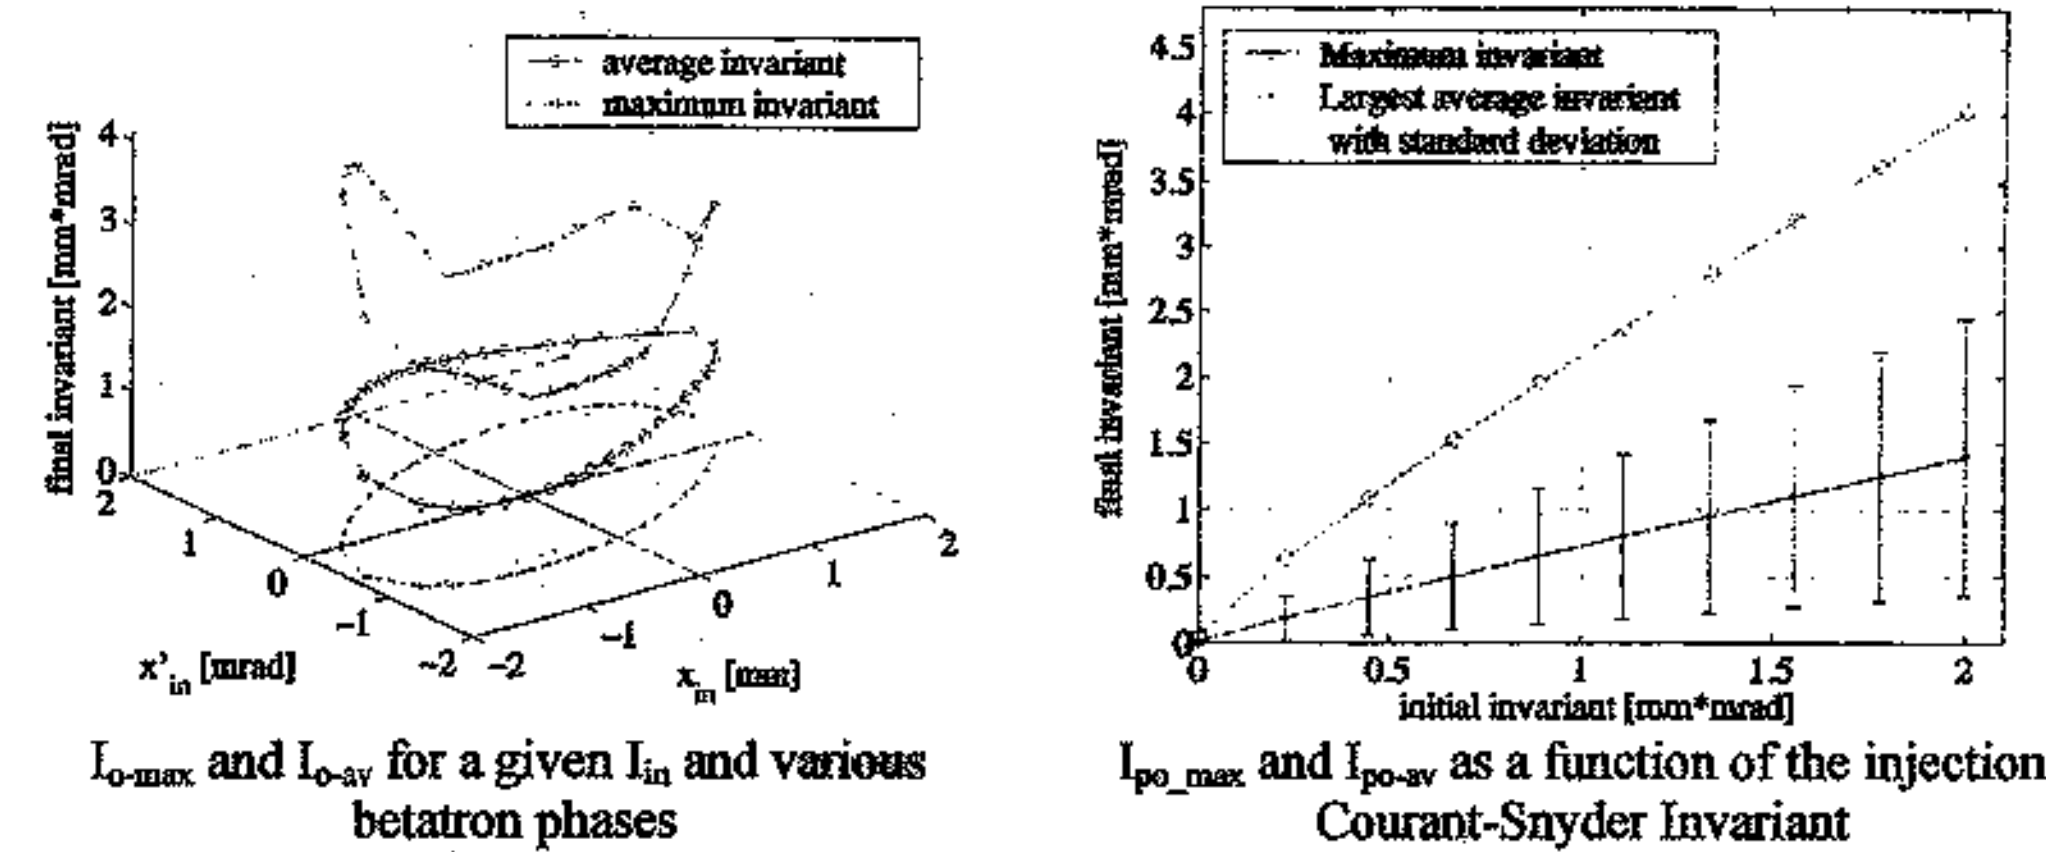 average invariant
maximum invariant
final invariant [mm*mrad]
4
3
2
1
0
2
1
0
-1
-2
x'in [mrad]
-2
-1
0
1
2
xin [mm]
Io-max and Io-av for a given Iin and various
betatron phases
Maximum invariant
Largest average invariant
with standard deviation
final invariant [mm*mrad]
4.5
4
3.5
3
2.5
2
1.5
1
0.5
0
0
0.5
1
1.5
2
initial invariant [mm*mrad]
Ipo_max and Ipo-av as a function of the injection
Courant-Snyder Invariant